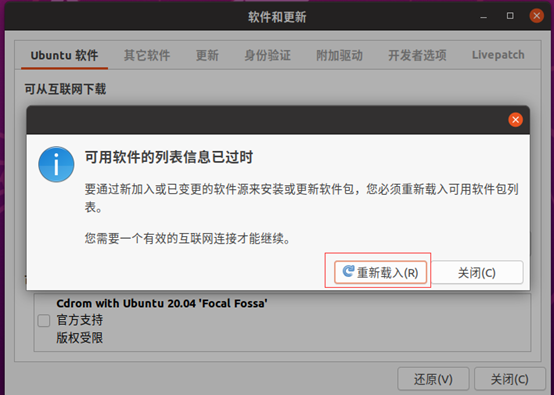 软件和更新
Ubuntu 软件 其它软件 更新 身份验证 附加驱动 开发者选项 Livepatch
可从互联网下载
可用软件的列表信息已过时
要通过新加入或已变更的软件源来安装或更新软件包，您必须重新载入可用软件包列
表。
您需要一个有效的互联网连接才能继续。
重新载入(R) 关闭(C)
Cdrom with Ubuntu 20.04 'Focal Fossa'
官方支持
版权受限
还原(V) 关闭(C)